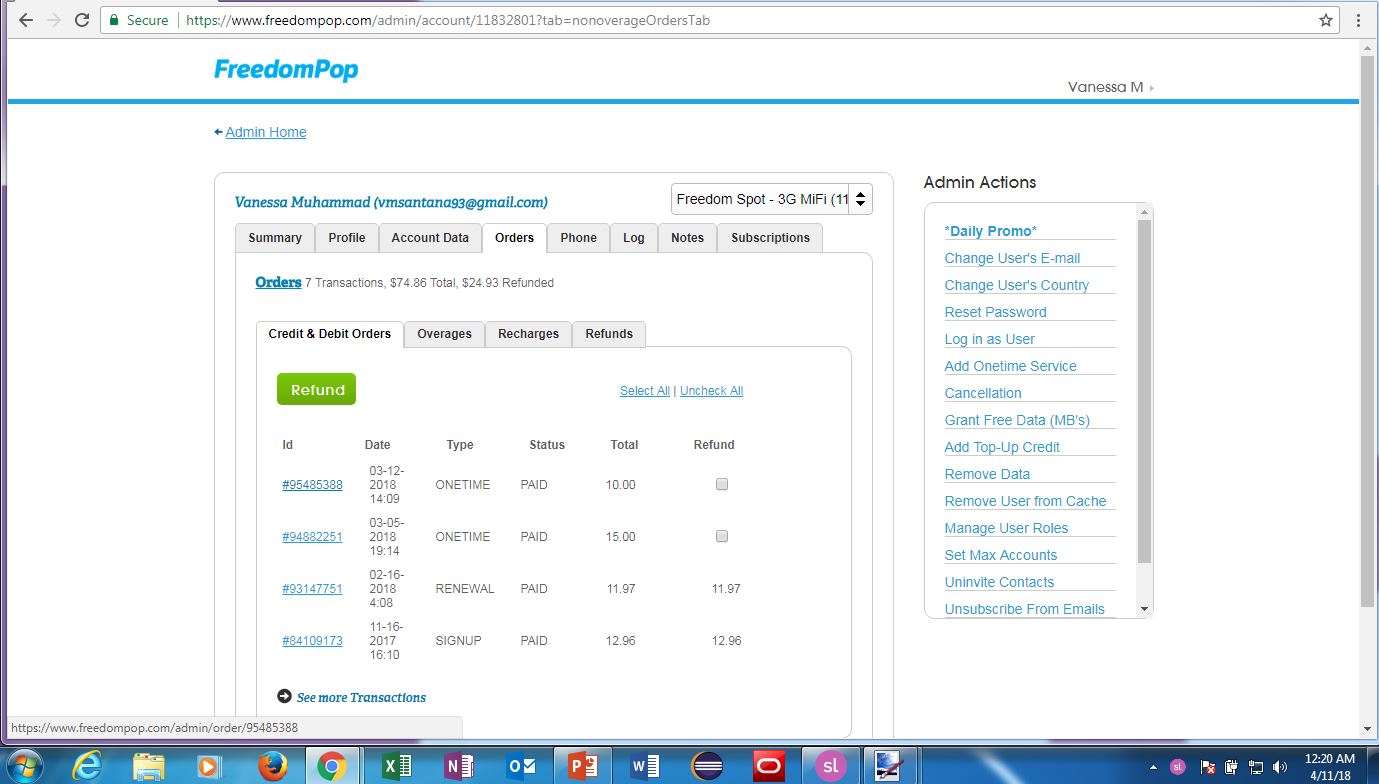 Secure https://www.freedompop.com/admin/account/11832801?tab=nonoverageOrdersTab
FreedomPop
Vanessa M
Admin Home
Vanessa Muhammad (vmsantana93@gmail.com)
Freedom Spot - 3G MiFi (11
Summary Profile Account Data Orders Phone Log Notes Subscriptions
Orders 7 Transactions, $74.86 Total, $24.93 Refunded
Credit & Debit Orders Overages Recharges Refunds
Refund
Select All | Uncheck All
Id Date Type Status Total Refund
#95485388 03-12-2018 14:09 ONETIME PAID 10.00
#94882251 03-05-2018 19:14 ONETIME PAID 15.00
#93147751 02-16-2018 4:08 RENEWAL PAID 11.97 11.97
#84109173 11-16-2017 16:10 SIGNUP PAID 12.96 12.96
See more Transactions
Admin Actions
*Daily Promo*
Change User's E-mail
Change User's Country
Reset Password
Log in as User
Add Onetime Service
Cancellation
Grant Free Data (MB's)
Add Top-Up Credit
Remove Data
Remove User from Cache
Manage User Roles
Set Max Accounts
Uninvite Contacts
Unsubscribe From Emails
https://www.freedompop.com/admin/order/95485388
sl
sl
12:20 AM
4/11/18